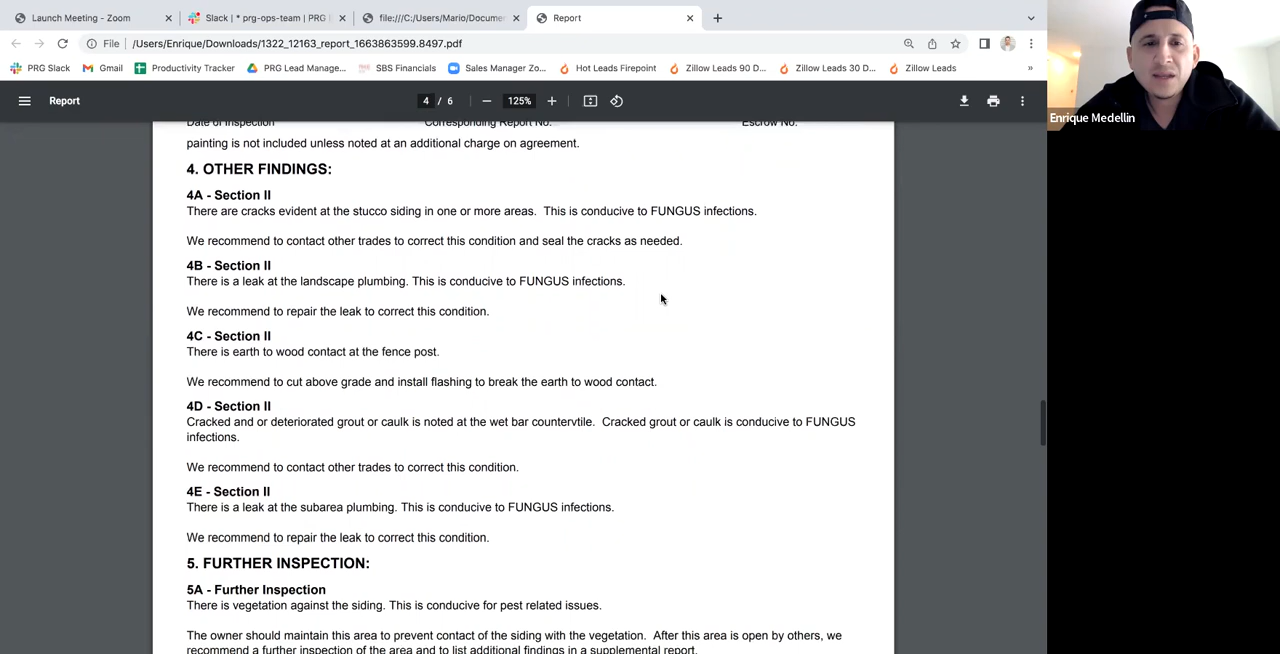 Launch Meeting - Zoom
Slack | * prg-ops-team | PRG
file:///C:/Users/Mario/Docume
Report
File
/Users/Enrique/Downloads/1322_12163_report_1663863599.8497.pdf
PRG Slack
Gmail
Productivity Tracker
PRG Lead Manage...
SBS Financials
Sales Manager Zo...
Hot Leads Firepoint
Zillow Leads 90 D...
Zillow Leads 30 D...
Zillow Leads
»
Report
4 / 6
125%
Enrique Medellin
Date of Inspection Corresponding Report No. Escrow No.
painting is not included unless noted at an additional charge on agreement.
4. OTHER FINDINGS:
4A - Section II
There are cracks evident at the stucco siding in one or more areas. This is conducive to FUNGUS infections.
We recommend to contact other trades to correct this condition and seal the cracks as needed.
4B - Section II
There is a leak at the landscape plumbing. This is conducive to FUNGUS infections.
We recommend to repair the leak to correct this condition.
4C - Section II
There is earth to wood contact at the fence post.
We recommend to cut above grade and install flashing to break the earth to wood contact.
4D - Section II
Cracked and or deteriorated grout or caulk is noted at the wet bar countervtile. Cracked grout or caulk is conducive to FUNGUS
infections.
We recommend to contact other trades to correct this condition.
4E - Section II
There is a leak at the subarea plumbing. This is conducive to FUNGUS infections.
We recommend to repair the leak to correct this condition.
5. FURTHER INSPECTION:
5A - Further Inspection
There is vegetation against the siding. This is conducive for pest related issues.
The owner should maintain this area to prevent contact of the siding with the vegetation. After this area is open by others, we
recommend a further inspection of the area and to list additional findings in a supplemental report.